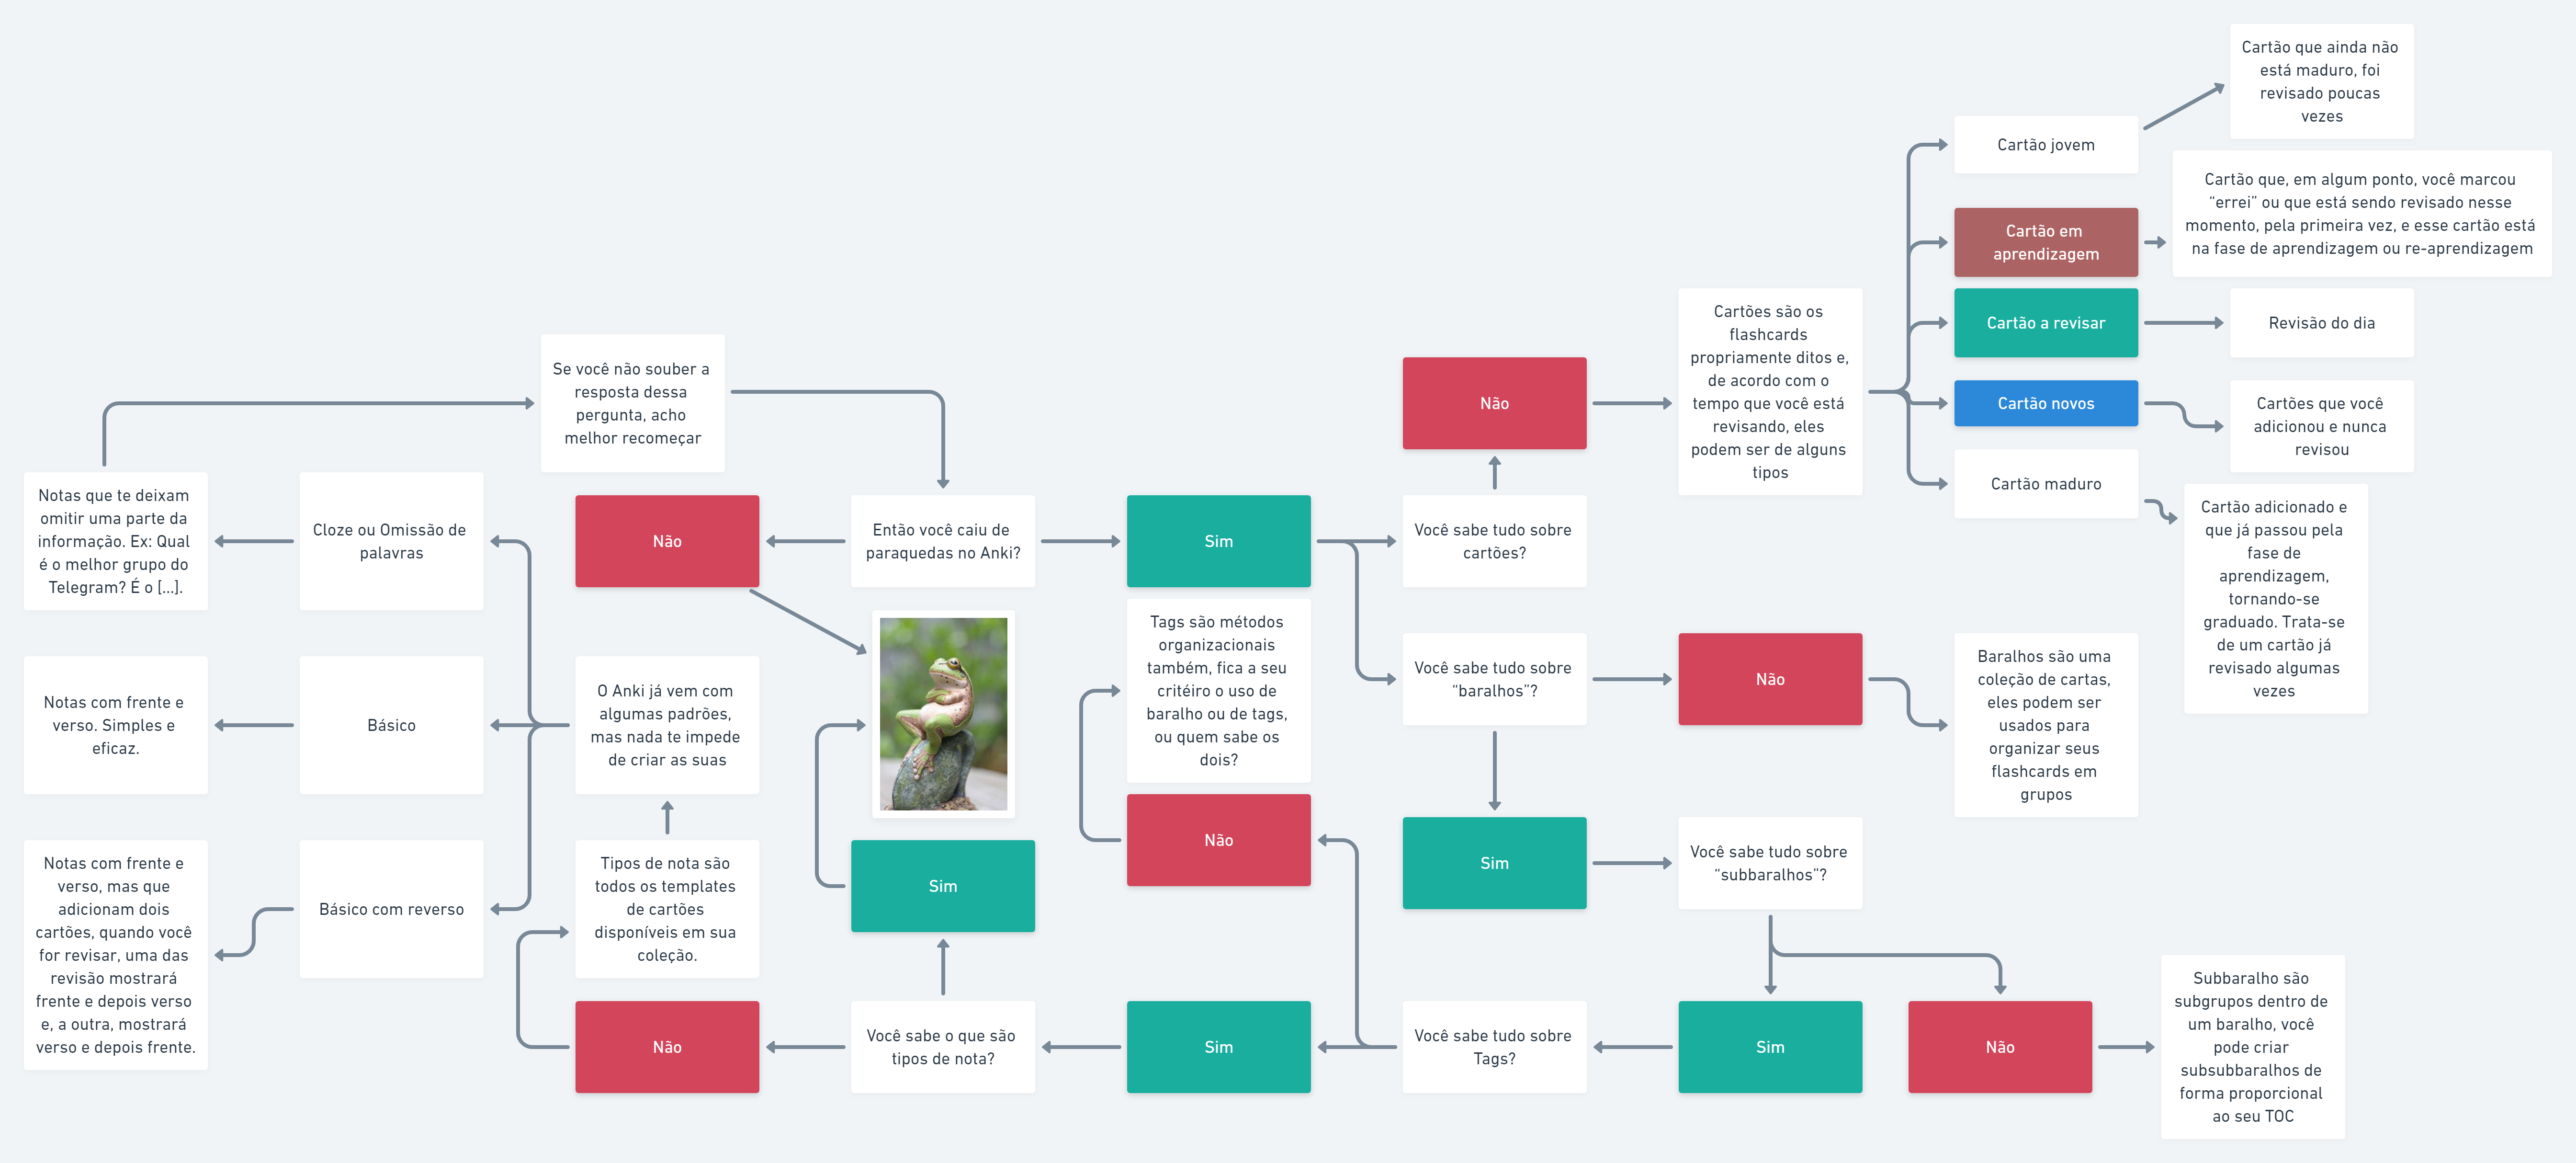 Cartão que ainda não
está maduro, foi
revisado poucas
vezes
Cartão jovem
Cartão que, em algum ponto, você marcou
“errei” ou que está sendo revisado nesse
momento, pela primeira vez, e esse cartão está
na fase de aprendizagem ou re-aprendizagem
Cartão em
aprendizagem
Cartões são os
flashcards
propriamente ditos e,
de acordo com o
tempo que você está
revisando, eles
podem ser de alguns
tipos
Cartão a revisar
Revisão do dia
Se você não souber a
resposta dessa
pergunta, acho
melhor recomeçar
Não
Cartão novos
Cartões que você
adicionou e nunca
revisou
Cartão maduro
Cartão adicionado e
que já passou pela
fase de
aprendizagem,
tornando-se
graduado. Trata-se
de um cartão já
revisado algumas
vezes
Notas que te deixam
omitir uma parte da
informação. Ex: Qual
é o melhor grupo do
Telegram? É o [...].
Cloze ou Omissão de
palavras
Não
Então você caiu de
paraquedas no Anki?
Sim
Você sabe tudo sobre
cartões?
Tags são métodos
organizacionais
também, fica a seu
critéiro o uso de
baralho ou de tags,
ou quem sabe os
dois?
Você sabe tudo sobre
“baralhos”?
Não
Baralhos são uma
coleção de cartas,
eles podem ser
usados para
organizar seus
flashcards em
grupos
Notas com frente e
verso. Simples e
eficaz.
Básico
O Anki já vem com
algumas padrões,
mas nada te impede
de criar as suas
Não
Sim
Você sabe tudo sobre
“subbaralhos”?
Notas com frente e
verso, mas que
adicionam dois
cartões, quando você
for revisar, uma das
revisão mostrará
frente e depois verso
e, a outra, mostrará
verso e depois frente.
Básico com reverso
Tipos de nota são
todos os templates
de cartões
disponíveis em sua
coleção.
Sim
Não
Você sabe o que são
tipos de nota?
Sim
Você sabe tudo sobre
Tags?
Sim
Não
Subbaralho são
subgrupos dentro de
um baralho, você
pode criar
subsubbaralhos de
forma proporcional
ao seu TOC